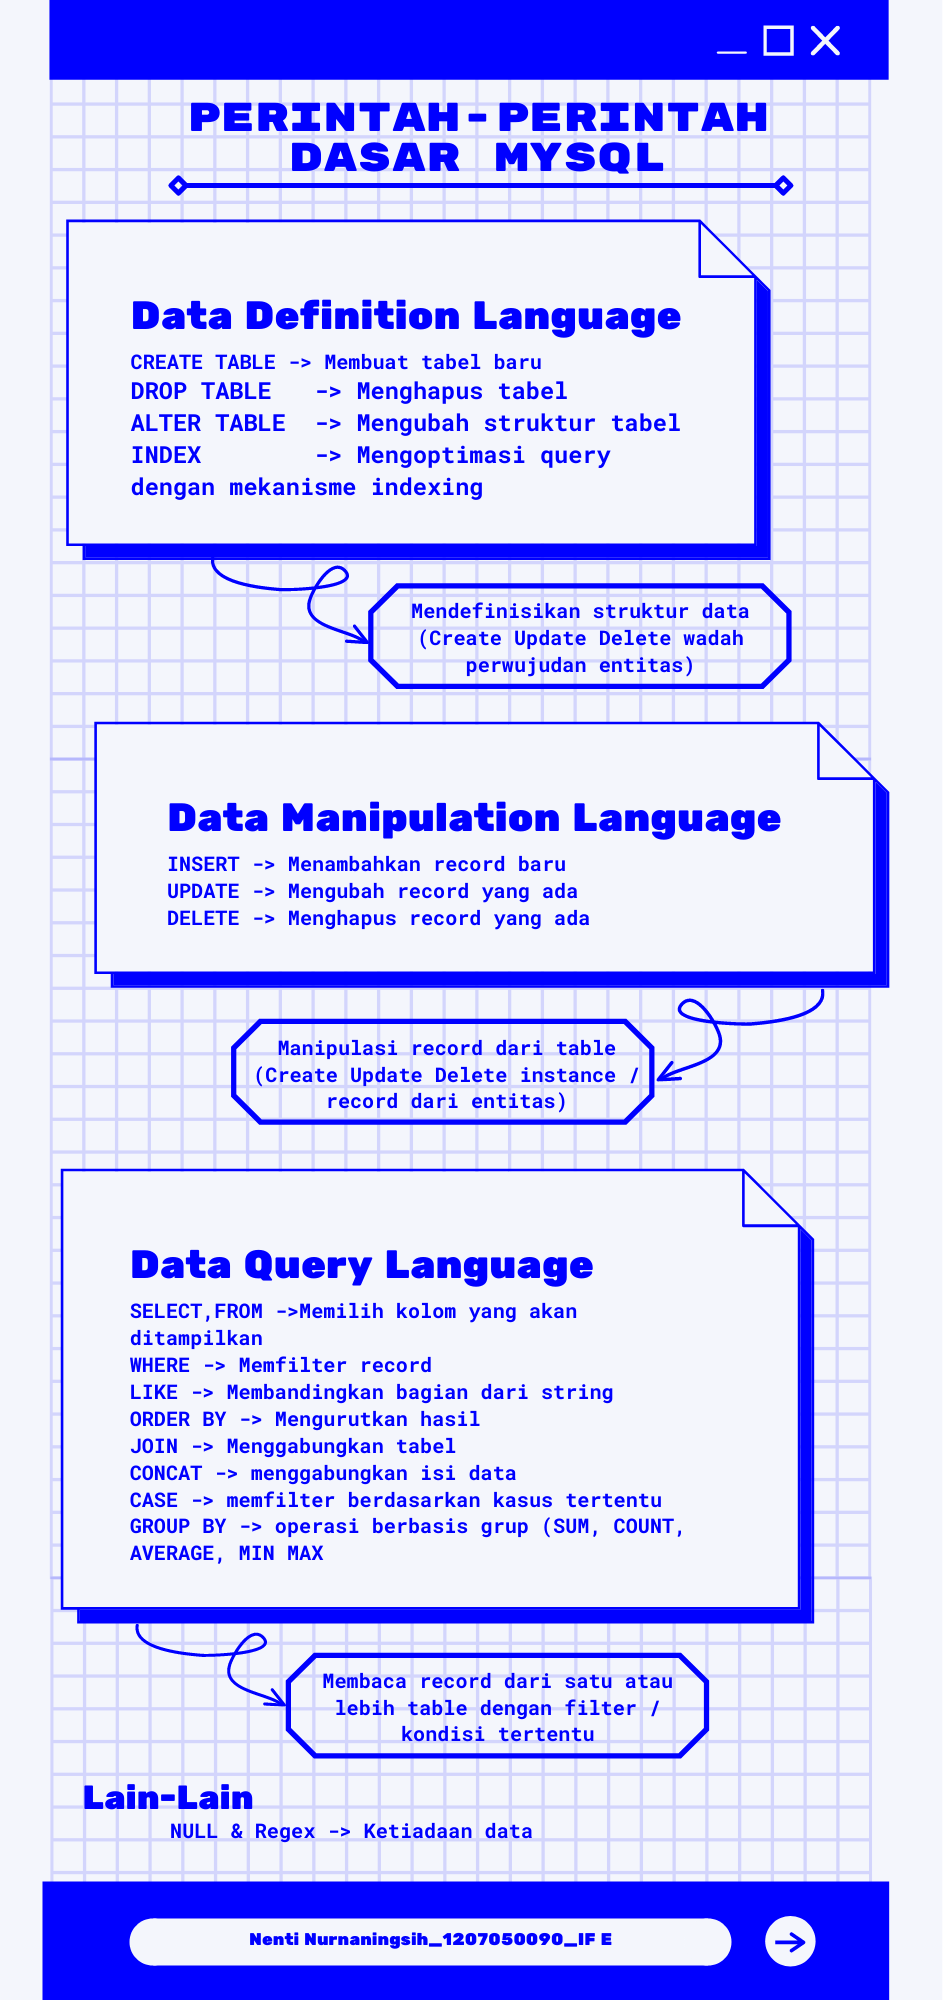 PERINTAH-PERINTAH
DASAR MYSQL
Data Definition Language
CREATE TABLE -> Membuat tabel baru
DROP TABLE -> Menghapus tabel
ALTER TABLE -> Mengubah struktur tabel
INDEX -> Mengoptimasi query
dengan mekanisme indexing
Mendefinisikan struktur data
(Create Update Delete wadah
perwujudan entitas)
Data Manipulation Language
INSERT -> Menambahkan record baru
UPDATE -> Mengubah record yang ada
DELETE -> Menghapus record yang ada
Manipulasi record dari table
(Create Update Delete instance /
record dari entitas)
Data Query Language
SELECT,FROM ->Memilih kolom yang akan
ditampilkan
WHERE -> Memfilter record
LIKE -> Membandingkan bagian dari string
ORDER BY -> Mengurutkan hasil
JOIN -> Menggabungkan tabel
CONCAT -> menggabungkan isi data
CASE -> memfilter berdasarkan kasus tertentu
GROUP BY -> operasi berbasis grup (SUM, COUNT,
AVERAGE, MIN MAX
Membaca record dari satu atau
lebih table dengan filter /
kondisi tertentu
Lain-Lain
NULL & Regex -> Ketiadaan data
Nenti Nurnaningsih_1207050090_IF E